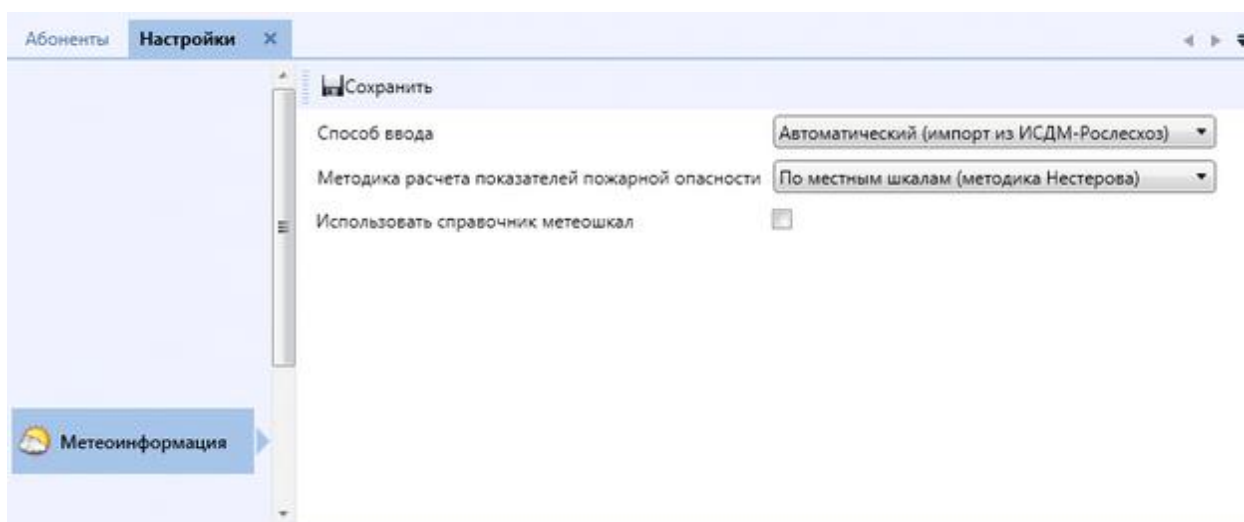 Абоненты Настройки
Сохранить
Способ ввода Автоматический (импорт из ИСДМ-Рослесхоз)
Методика расчета показателей пожарной опасности По местным шкалам (методика Нестерова)
Использовать справочник метеошкал
Метеоинформация